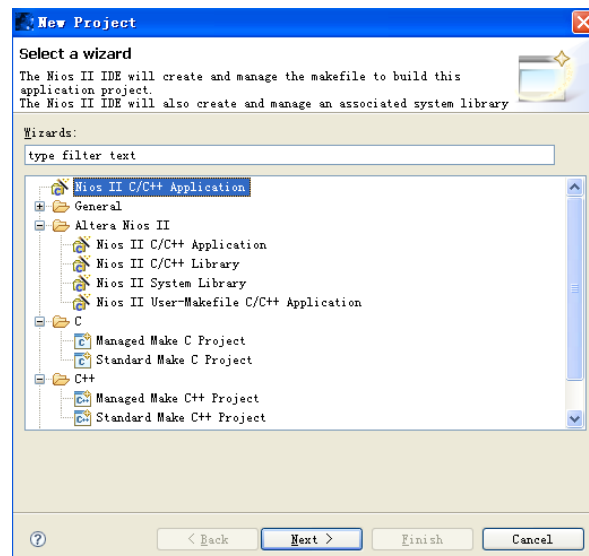 New Project
Select a wizard
The Nios II IDE will create and manage the makefile to build this
application project.
The Nios II IDE will also create and manage an associated system library
Wizards:
type filter text
Nios II C/C++ Application
General
Altera Nios II
Nios II C/C++ Application
Nios II C/C++ Library
Nios II System Library
Nios II User-Makefile C/C++ Application
C
Managed Make C Project
Standard Make C Project
C++
Managed Make C++ Project
Standard Make C++ Project
? < Back Next > Finish Cancel